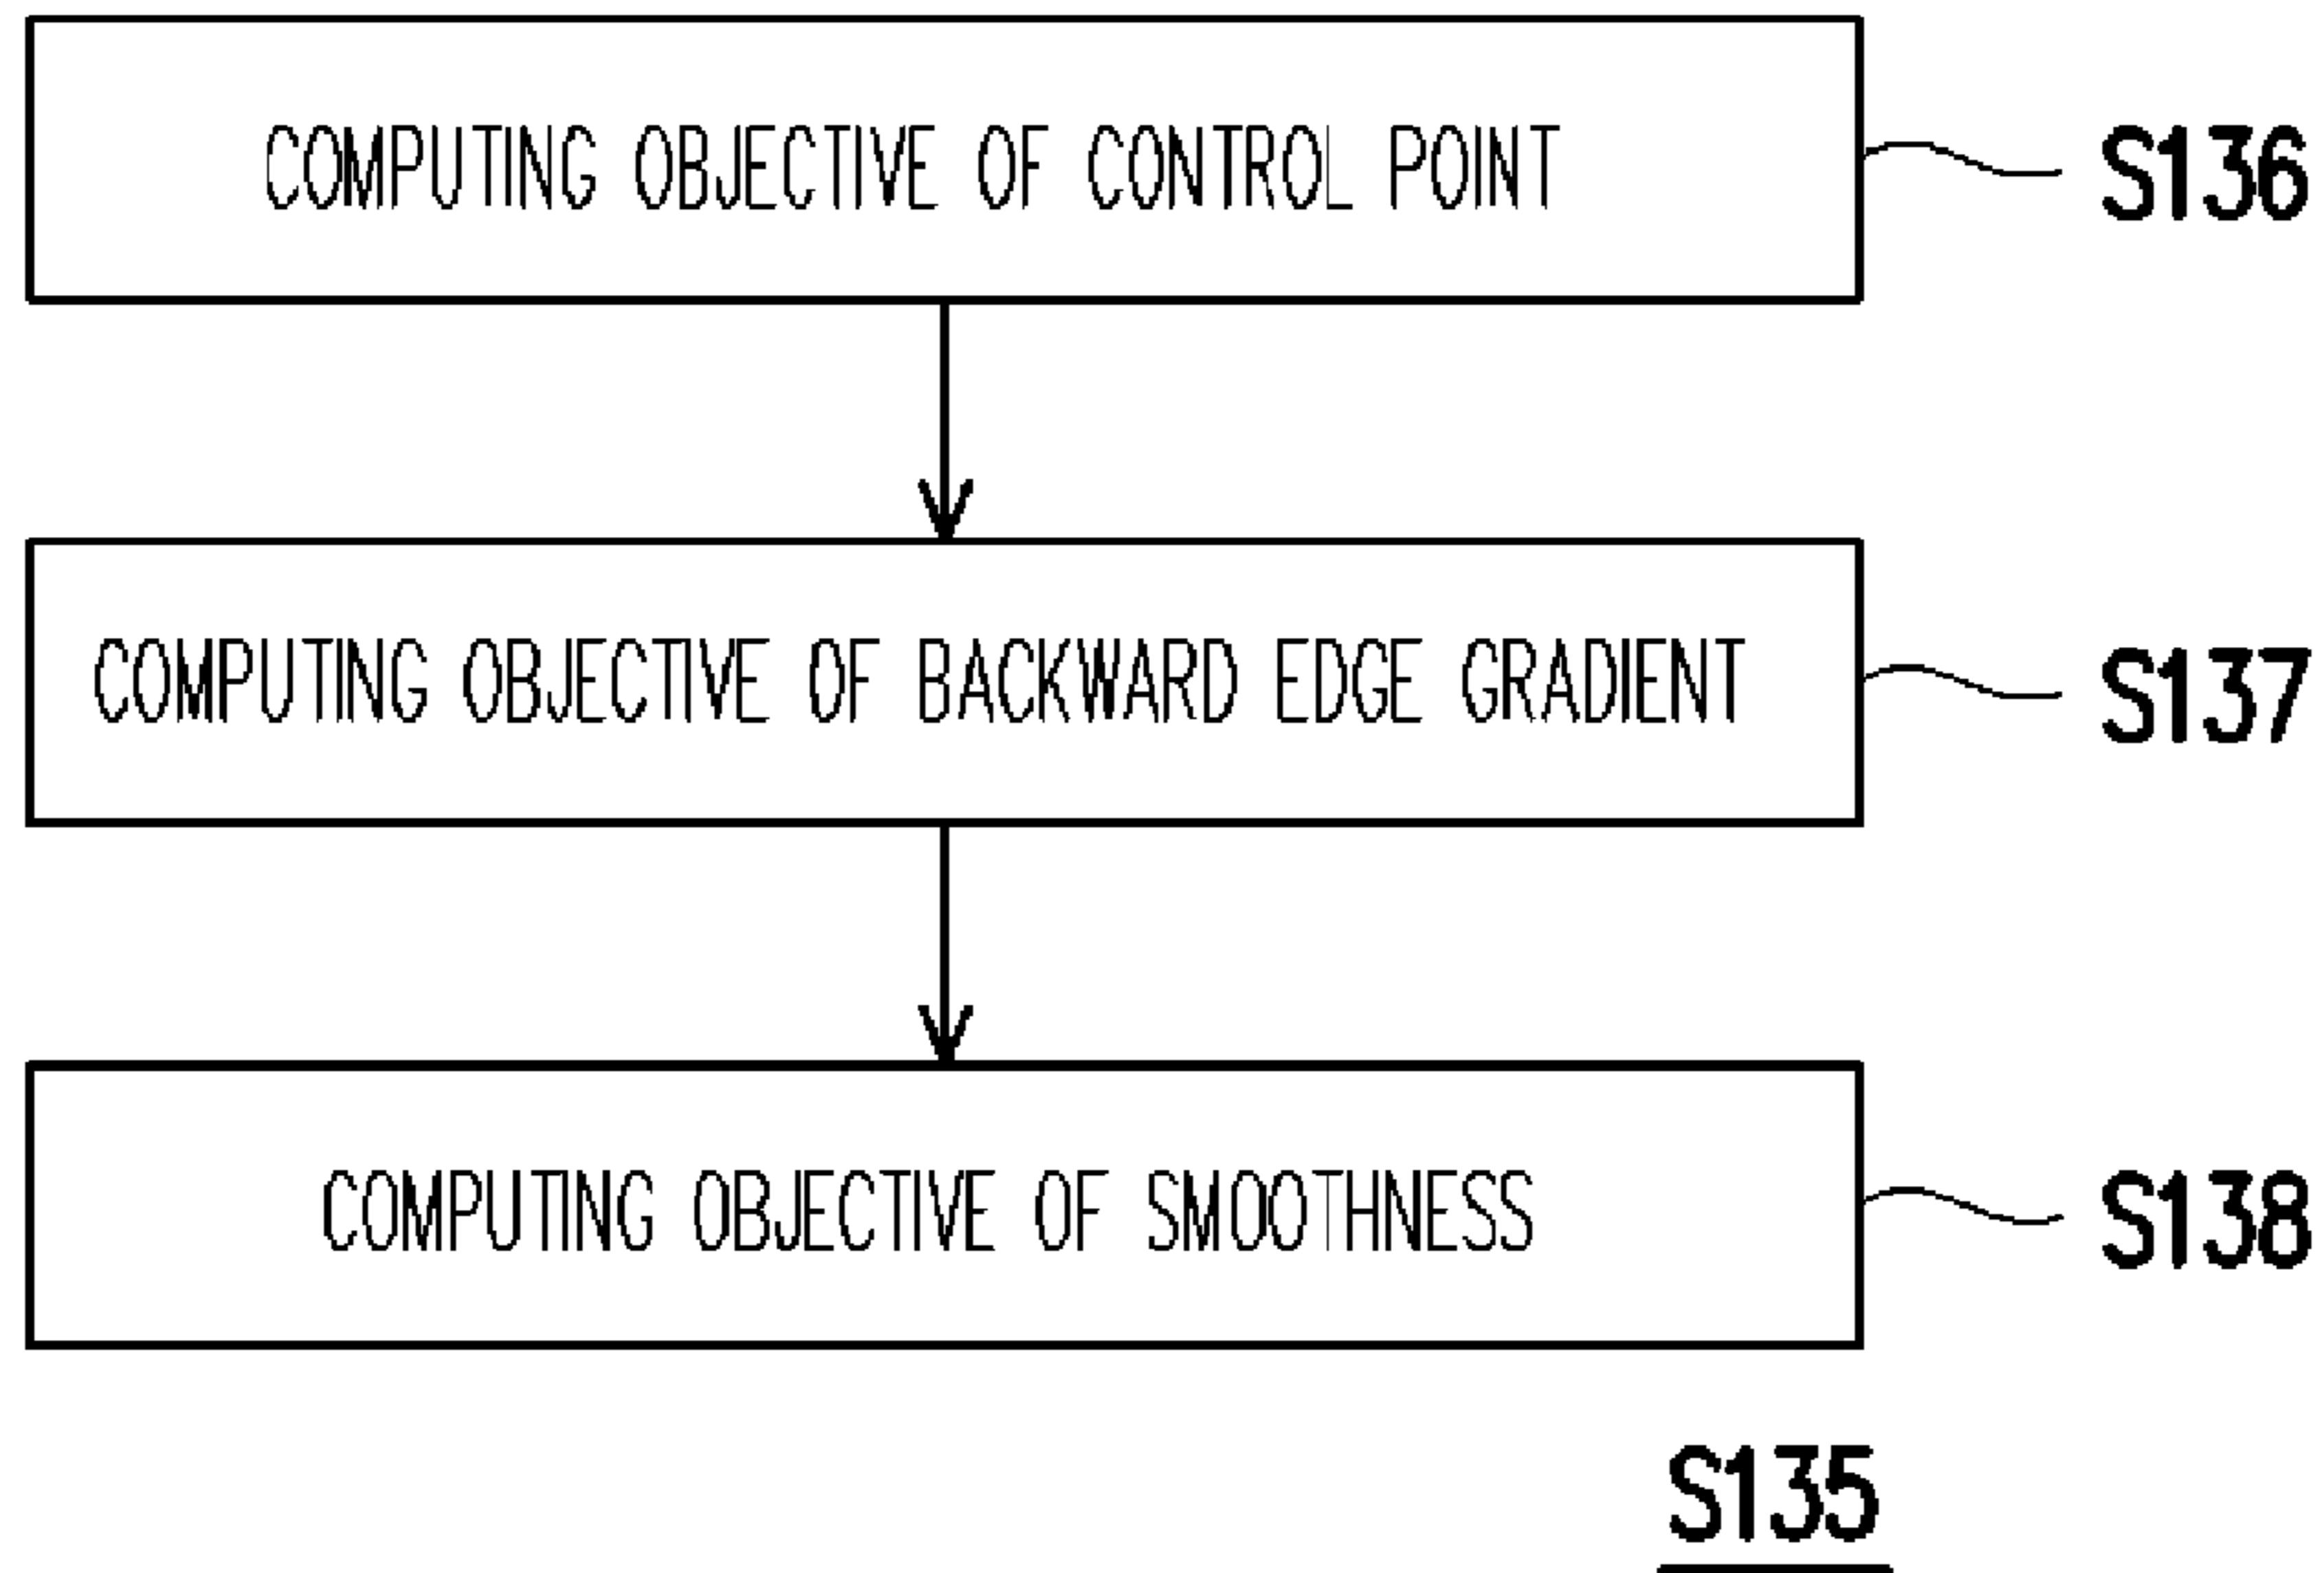 COMPUTING OBJECTIVE OF CONTROL POINT
S136
COMPUTING OBJECTIVE OF BACKWARD EDGE GRADIENT
S137
COMPUTING OBJECTIVE OF SMOOTHNESS
S138
S135